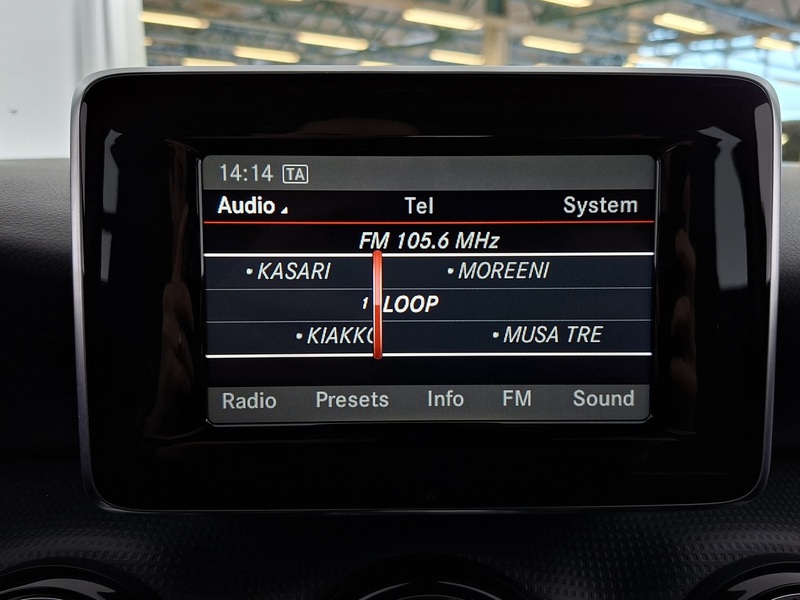 14:14 TA
Audio Tel System
FM 105.6 MHz
• KASARI • MOREENI
1 LOOP
• KIAKKO • MUSA TRE
Radio Presets Info FM Sound